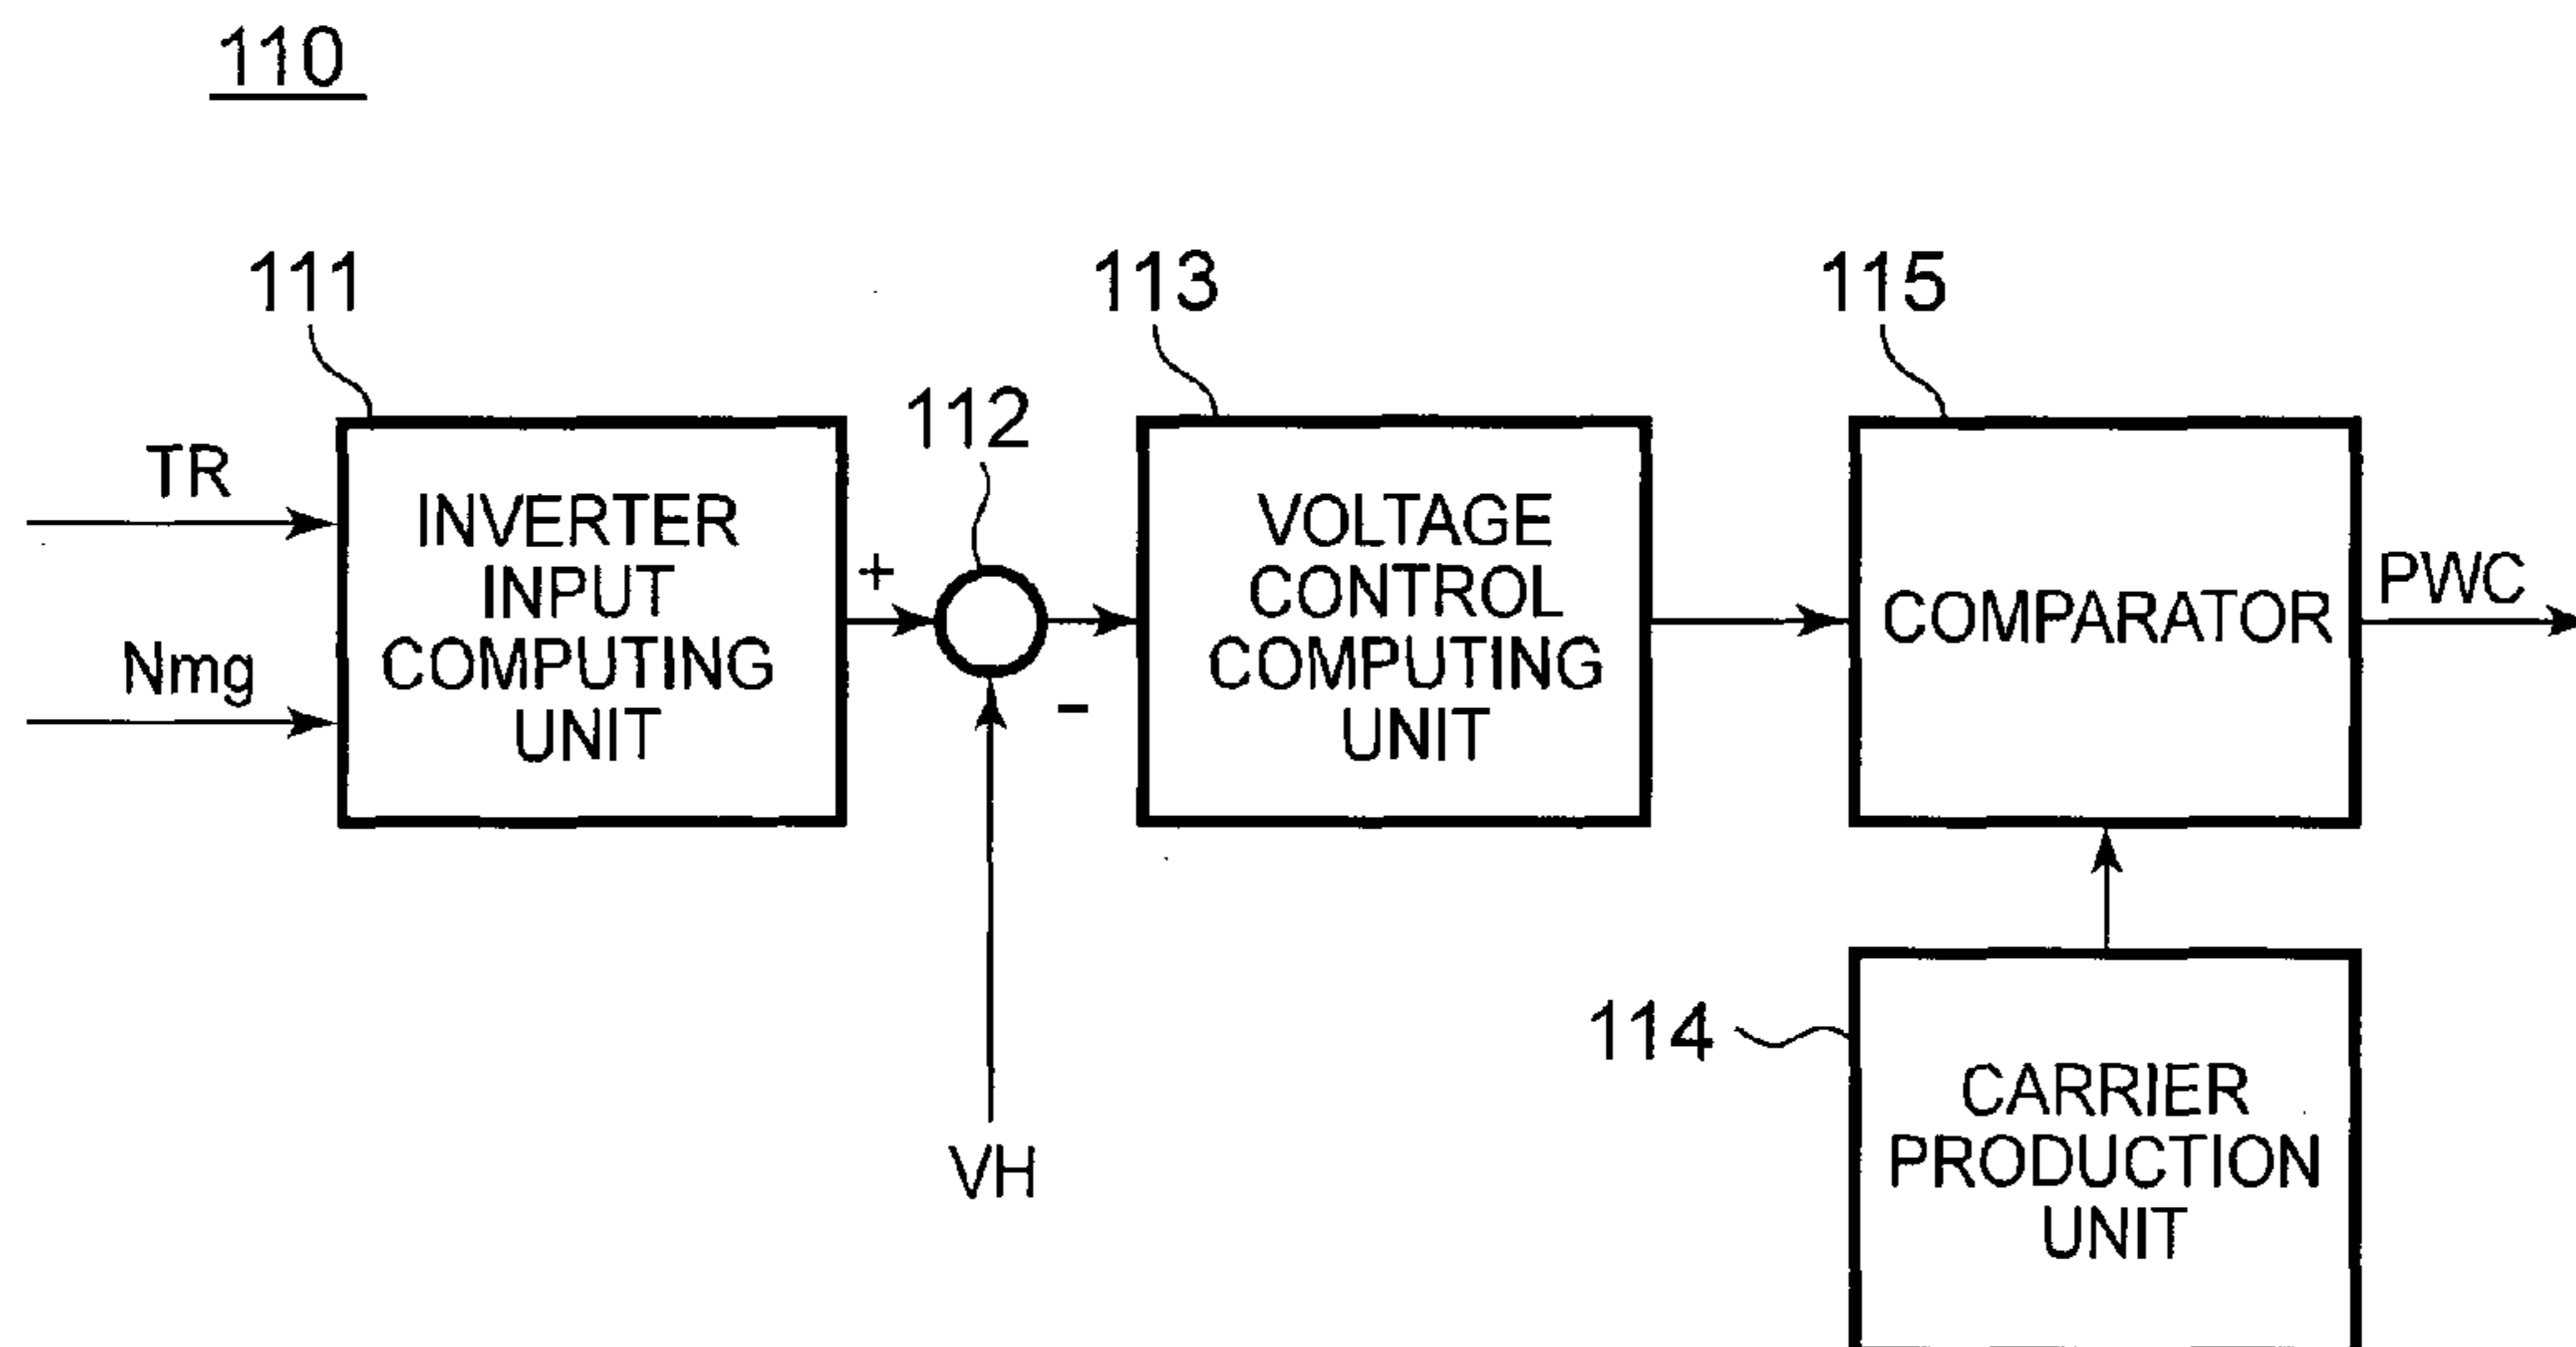 110
111
113
115
112
TR
Nmg
INVERTER
INPUT
COMPUTING
UNIT
+
-
VH
VOLTAGE
CONTROL
COMPUTING
UNIT
COMPARATOR
PWC
114
CARRIER
PRODUCTION
UNIT